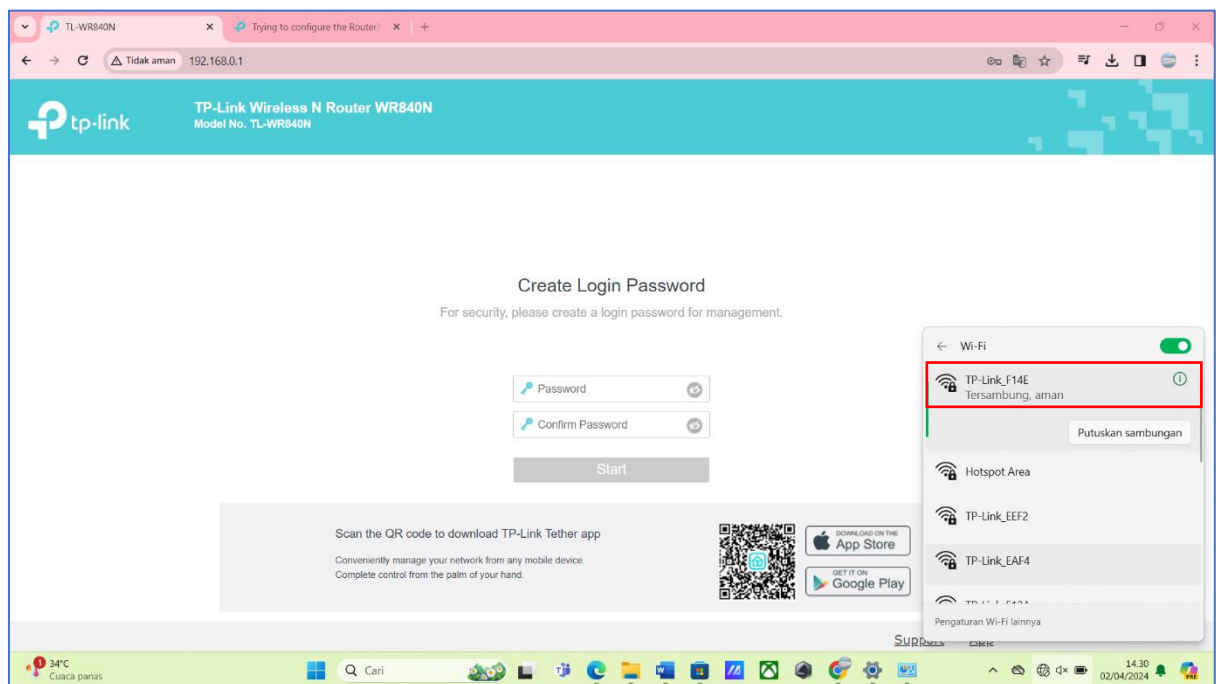 TL-WR840N
Trying to configure the Router?
Tidak aman
192.168.0.1
tp-link
TP-Link Wireless N Router WR840N
Model No. TL-WR840N
Create Login Password
For security, please create a login password for management.
Password
Confirm Password
Start
Scan the QR code to download TP-Link Tether app
Conveniently manage your network from any mobile device.
Complete control from the palm of your hand.
DOWNLOAD ON THE
App Store
GET IT ON
Google Play
Support
App
Wi-Fi
TP-Link_F14E
Tersambung, aman
Putuskan sambungan
Hotspot Area
TP-Link_EEF2
TP-Link_EAF4
Pengaturan Wi-Fi lainnya
1
34°C
Cuaca panas
Cari
14.30
02/04/2024
PRE